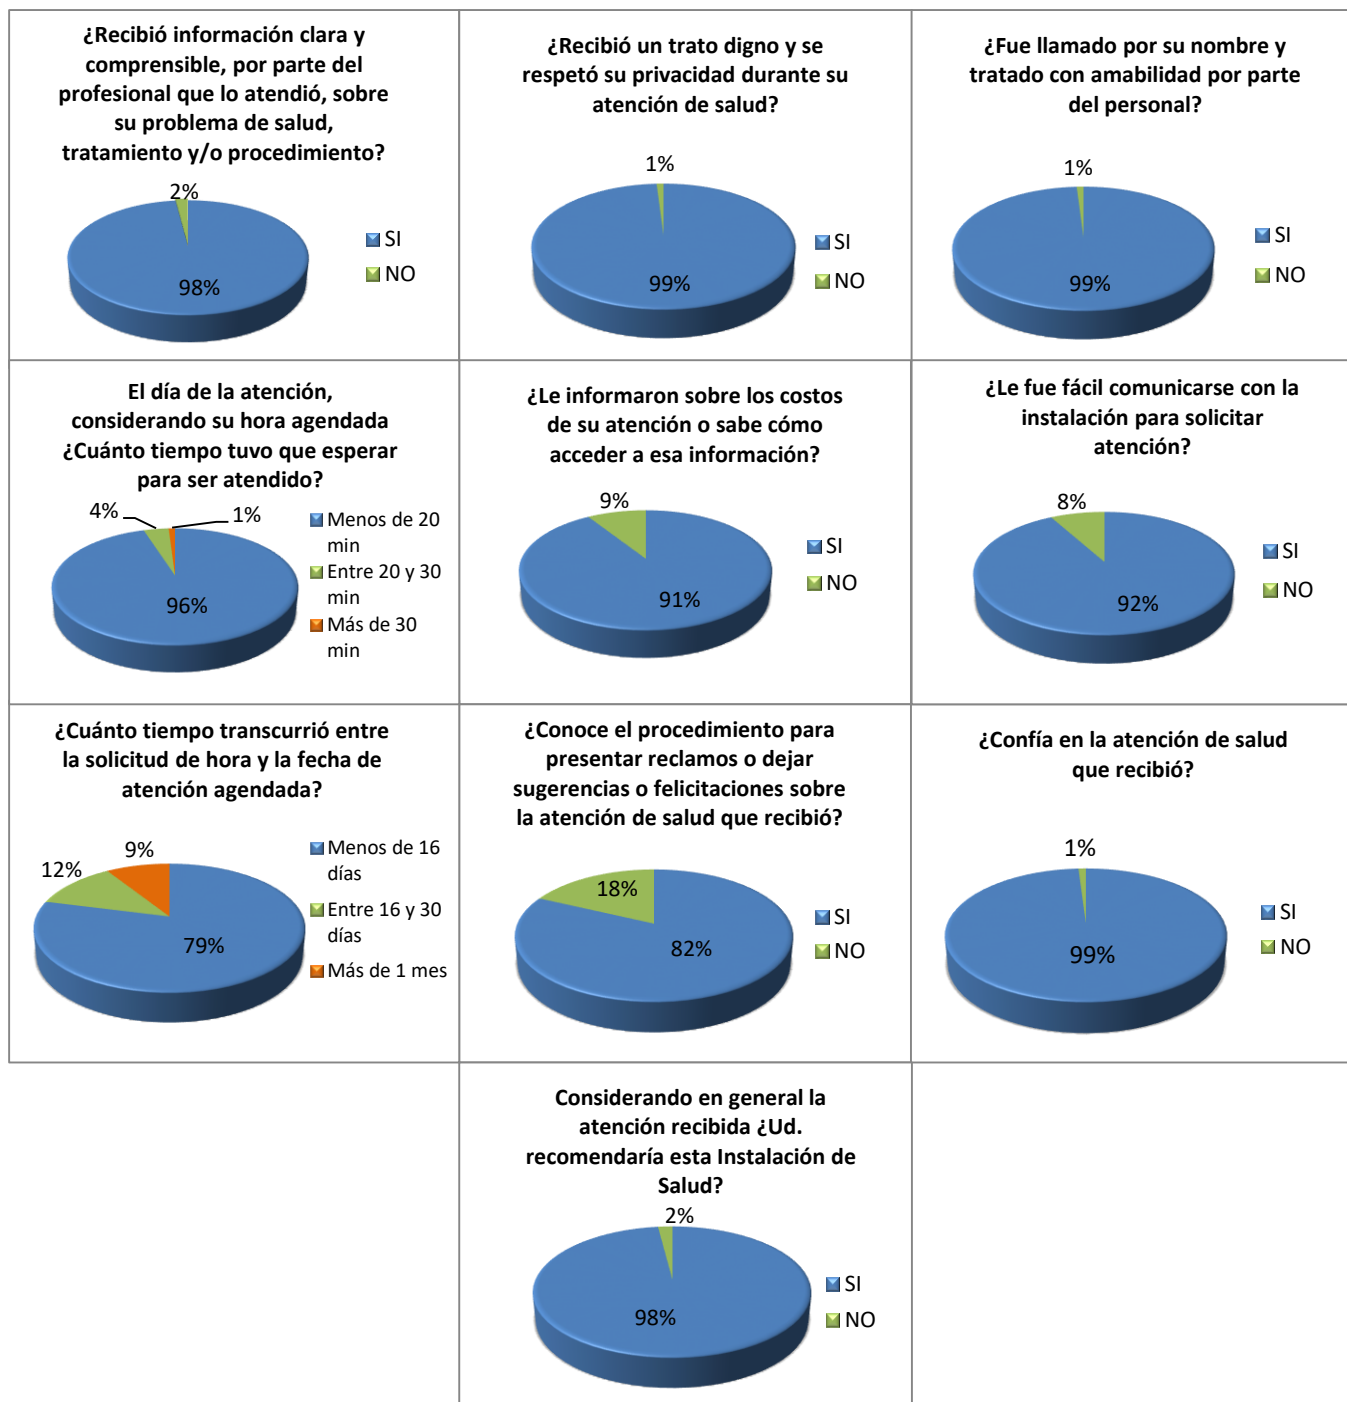 ¿Recibió información clara y
comprensible, por parte del
profesional que lo atendió, sobre
su problema de salud,
tratamiento y/o procedimiento?
2%
98%
SI
NO
¿Recibió un trato digno y se
respetó su privacidad durante su
atención de salud?
1%
99%
SI
NO
¿Fue llamado por su nombre y
tratado con amabilidad por parte
del personal?
1%
99%
SI
NO
El día de la atención,
considerando su hora agendada
¿Cuánto tiempo tuvo que esperar
para ser atendido?
4%
1%
96%
Menos de 20
min
Entre 20 y 30
min
Más de 30
min
¿Le informaron sobre los costos
de su atención o sabe cómo
acceder a esa información?
9%
91%
SI
NO
¿Le fue fácil comunicarse con la
instalación para solicitar
atención?
8%
92%
SI
NO
¿Cuánto tiempo transcurrió entre
la solicitud de hora y la fecha de
atención agendada?
12%
9%
79%
Menos de 16
días
Entre 16 y 30
días
Más de 1 mes
¿Conoce el procedimiento para
presentar reclamos o dejar
sugerencias o felicitaciones sobre
la atención de salud que recibió?
18%
82%
SI
NO
¿Confía en la atención de salud
que recibió?
1%
99%
SI
NO
Considerando en general la
atención recibida ¿Ud.
recomendaría esta Instalación de
Salud?
2%
98%
SI
NO